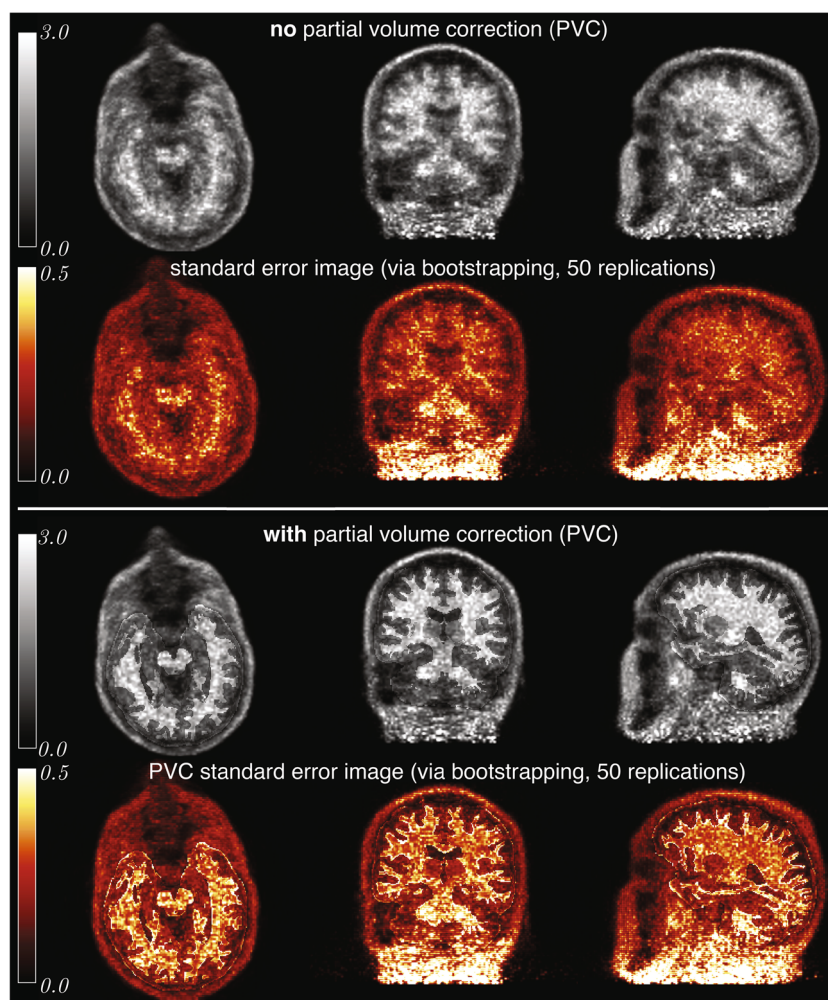 3.0
no partial volume correction (PVC)
0.0
0.5
standard error image (via bootstrapping, 50 replications)
0.0
3.0
with partial volume correction (PVC)
0.0
0.5
PVC standard error image (via bootstrapping, 50 replications)
0.0